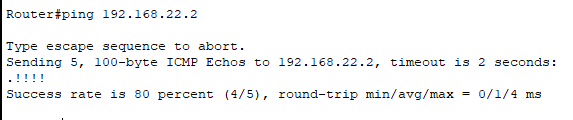 Router#ping 192.168.22.2
Type escape sequence to abort.
Sending 5, 100-byte ICMP Echos to 192.168.22.2, timeout is 2 seconds:
.!!!!
Success rate is 80 percent (4/5), round-trip min/avg/max = 0/1/4 ms